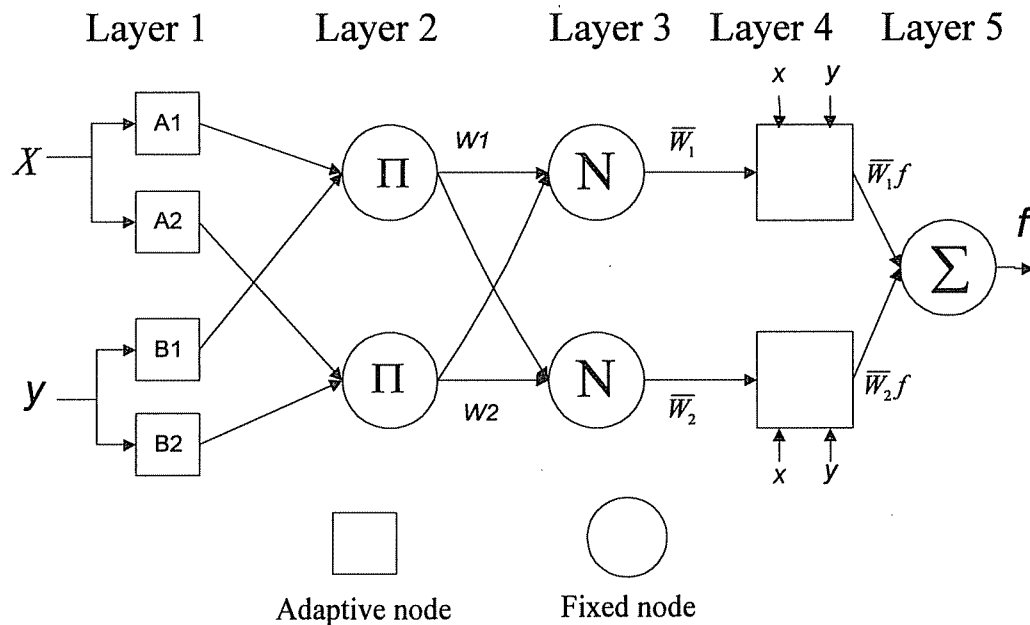 Layer 1 Layer 2 Layer 3 Layer 4 Layer 5
x y
A1
X
A2
B1
y
B2
Π
Π
W1
W2
N
N
W̅₁
W̅₂
W̅₁f
W̅₂f
x y
Σ
f
Adaptive node
Fixed node